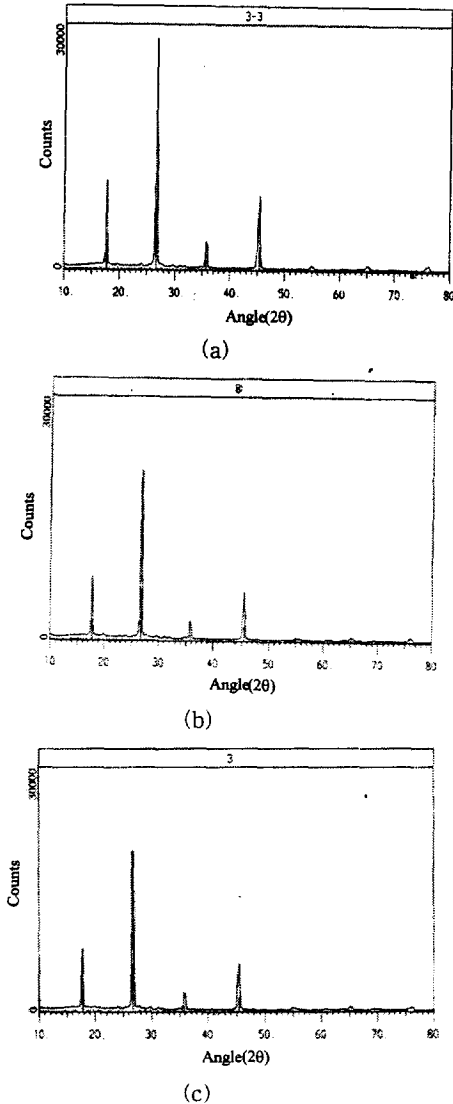 3-3
30000
Counts
0
10. 20. 30. 40. 50. 60. 70. 80.
Angle(2θ)
(a)
30000
Counts
0
10. 20. 30. 40. 50. 60. 70. 80
Angle(2θ)
(b)
3
30000
Counts
0
10. 20. 30. 40. 50. 60. 70. 80
Angle(2θ)
(c)